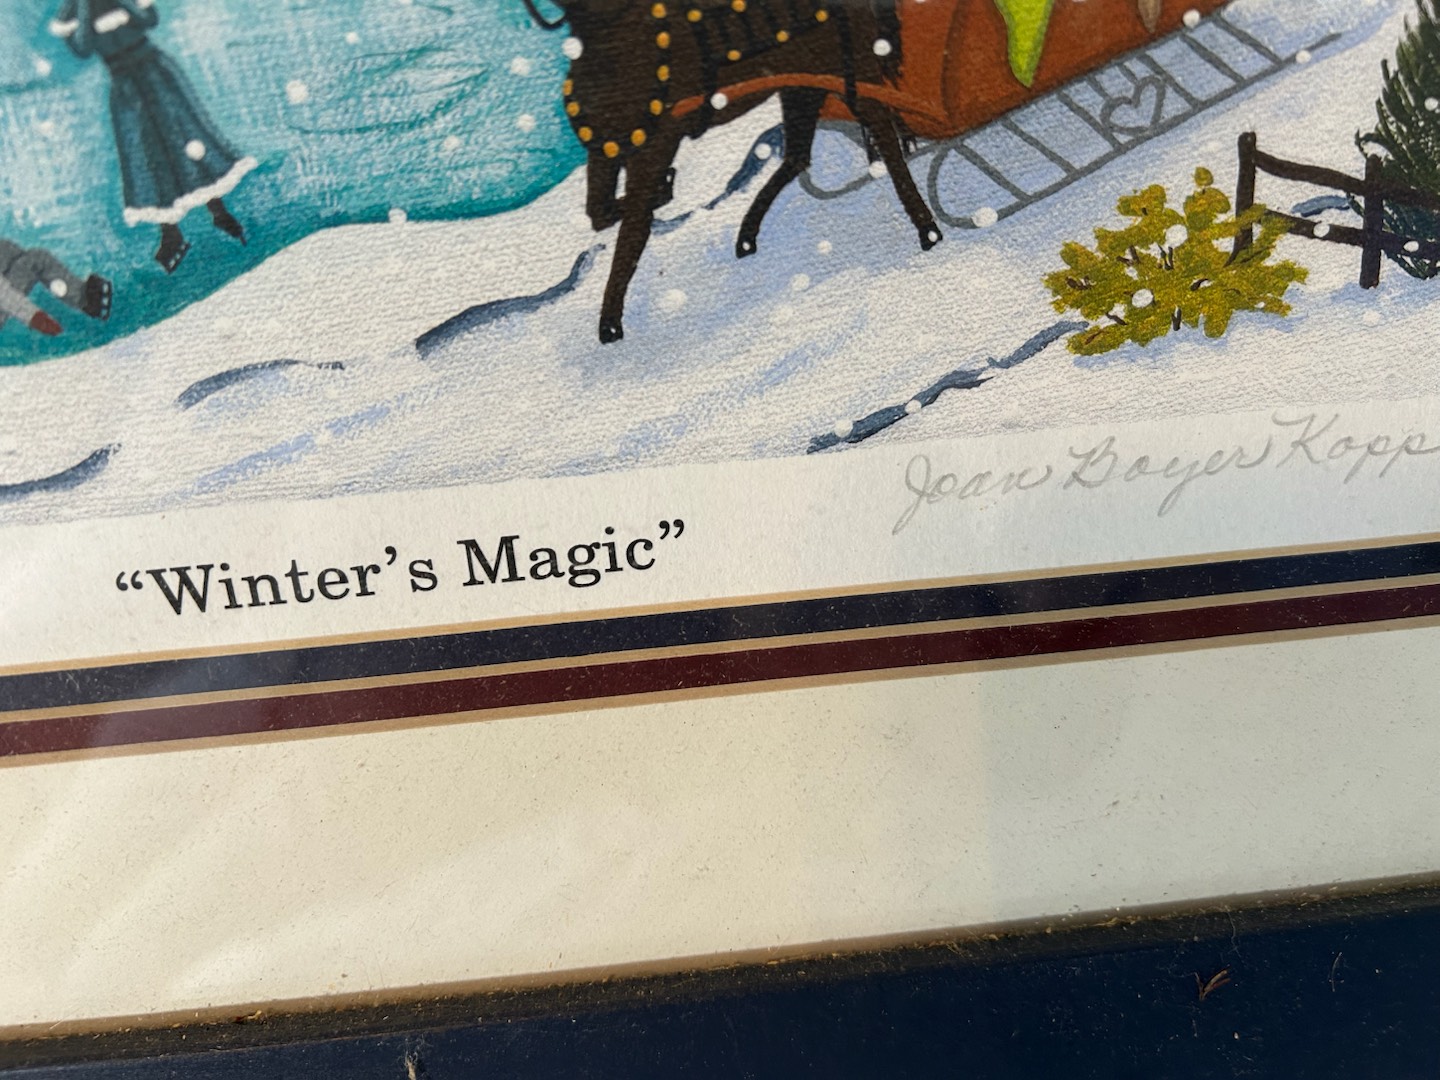 Joan Boyer Kopp
“Winter’s Magic”